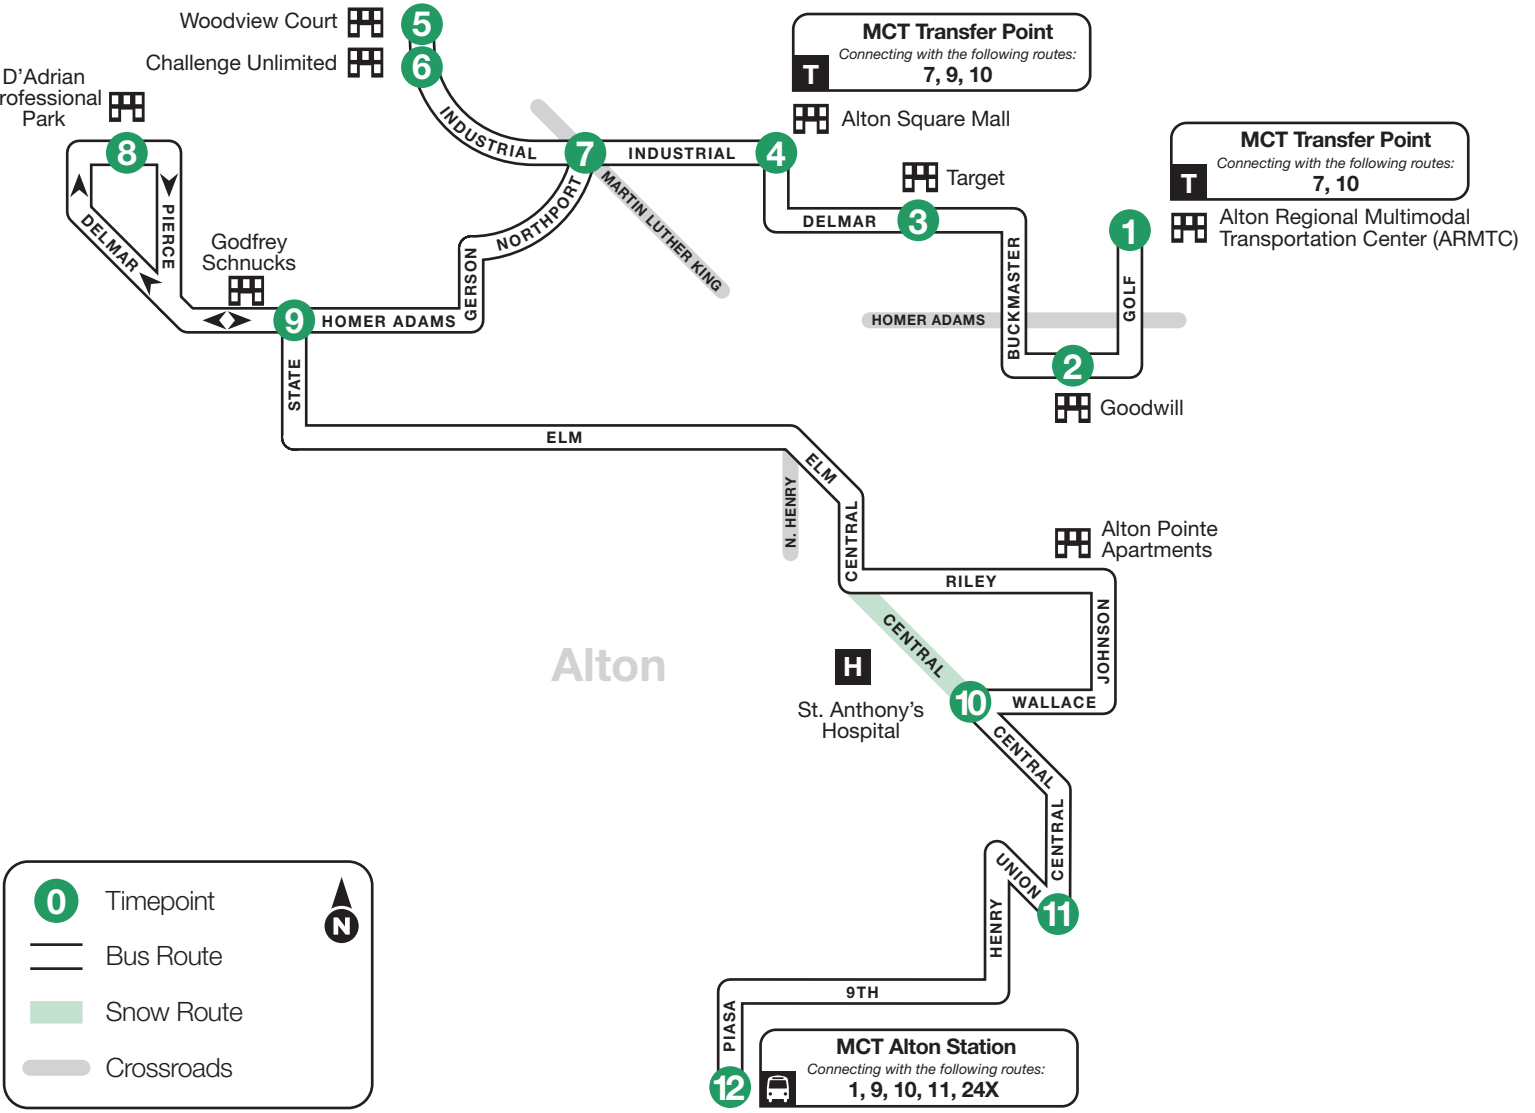 Woodview Court
5
Challenge Unlimited
6
D'Adrian
rofessional
Park
8
MCT Transfer Point
Connecting with the following routes:
T
7, 9, 10
Alton Square Mall
INDUSTRIAL
7
INDUSTRIAL
4
MARTIN LUTHER KING
NORTHPORT
Target
DELMAR
3
MCT Transfer Point
Connecting with the following routes:
T
7, 10
Alton Regional Multimodal
Transportation Center (ARMTC)
1
GOLF
BUCKMASTER
HOMER ADAMS
2
Goodwill
PIERCE
DELMAR
Godfrey
Schnucks
9
HOMER ADAMS
GERSON
STATE
ELM
ELM
N. HENRY
CENTRAL
Alton Pointe
Apartments
RILEY
JOHNSON
CENTRAL
WALLACE
10
Alton
H
St. Anthony's
Hospital
CENTRAL
CENTRAL
UNION
11
HENRY
9TH
PIASA
12
MCT Alton Station
Connecting with the following routes:
1, 9, 10, 11, 24X
0
Timepoint
N
Bus Route
Snow Route
Crossroads